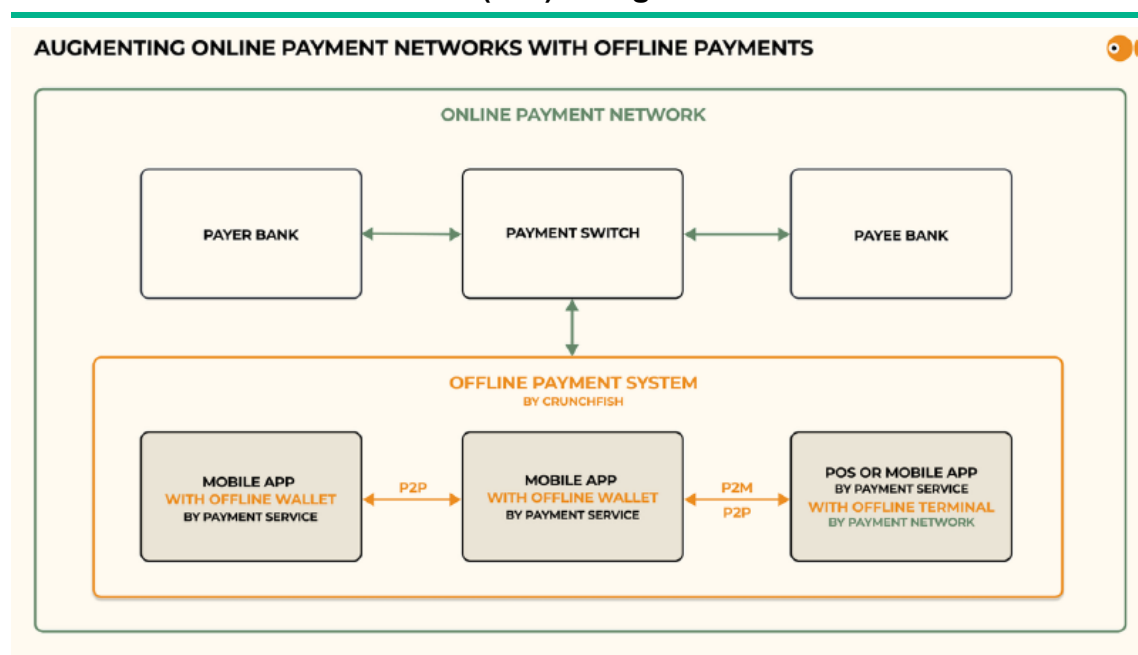 AUGMENTING ONLINE PAYMENT NETWORKS WITH OFFLINE PAYMENTS
ONLINE PAYMENT NETWORK
PAYER BANK
PAYMENT SWITCH
PAYEE BANK
OFFLINE PAYMENT SYSTEM
BY CRUNCHFISH
MOBILE APP
WITH OFFLINE WALLET
BY PAYMENT SERVICE
P2P
MOBILE APP
WITH OFFLINE WALLET
BY PAYMENT SERVICE
P2M
P2P
POS OR MOBILE APP
BY PAYMENT SERVICE
WITH OFFLINE TERMINAL
BY PAYMENT NETWORK